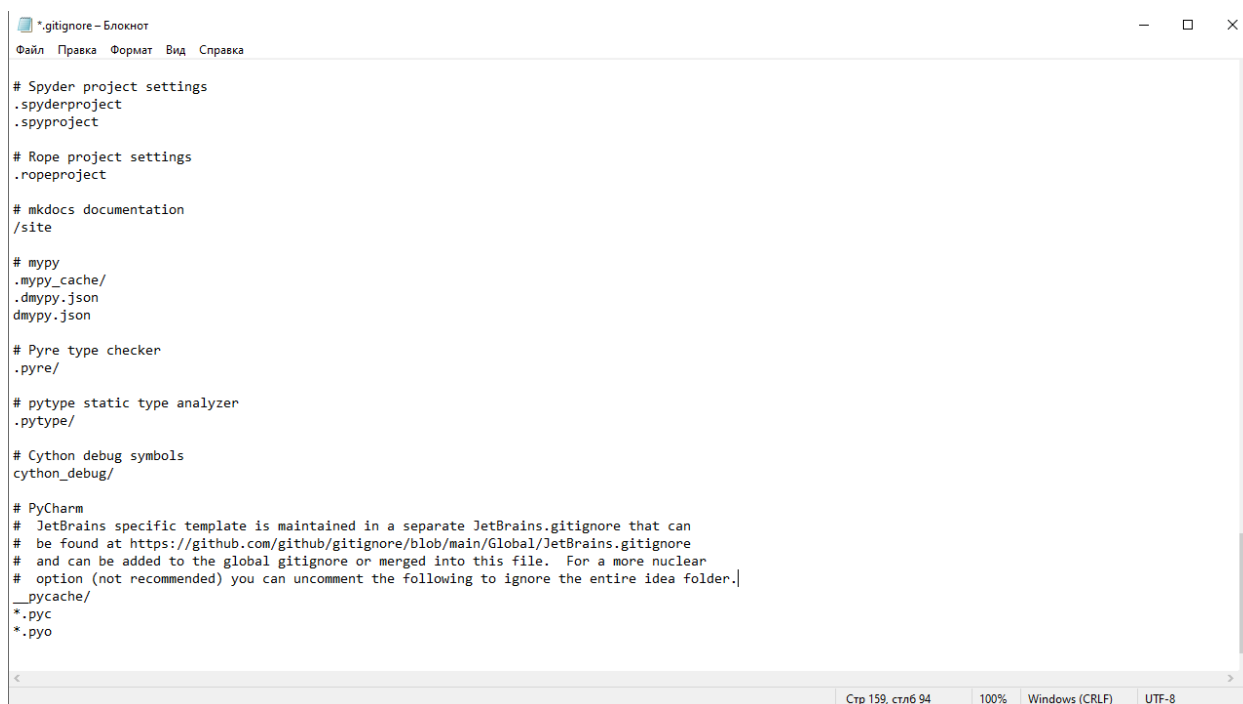 *.gitignore – Блокнот
Файл Правка Формат Вид Справка
# Spyder project settings
.spyderproject
.spyproject
# Rope project settings
.ropeproject
# mkdocs documentation
/site
# mypy
.mypy_cache/
.dmypy.json
dmypy.json
# Pyre type checker
.pyre/
# pytype static type analyzer
.pytype/
# Cython debug symbols
cython_debug/
# PyCharm
#  JetBrains specific template is maintained in a separate JetBrains.gitignore that can
#  be found at https://github.com/github/gitignore/blob/main/Global/JetBrains.gitignore
#  and can be added to the global gitignore or merged into this file.  For a more nuclear
#  option (not recommended) you can uncomment the following to ignore the entire idea folder.
__pycache/
*.pyc
*.pyo
Стр 159, стлб 94 100% Windows (CRLF) UTF-8